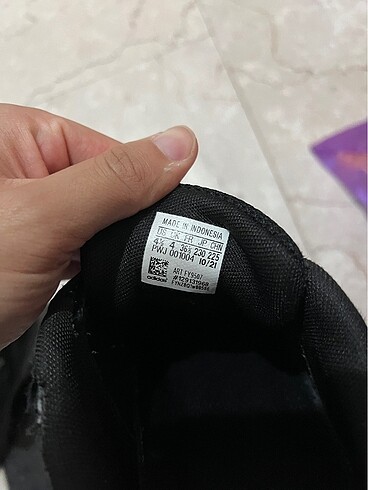 MADE IN INDONESIA
US UK FR JP CHN
4½ 4 36⅔ 230 225
PWJ 001004 10/21
ART FY9507
#129131969
adidas